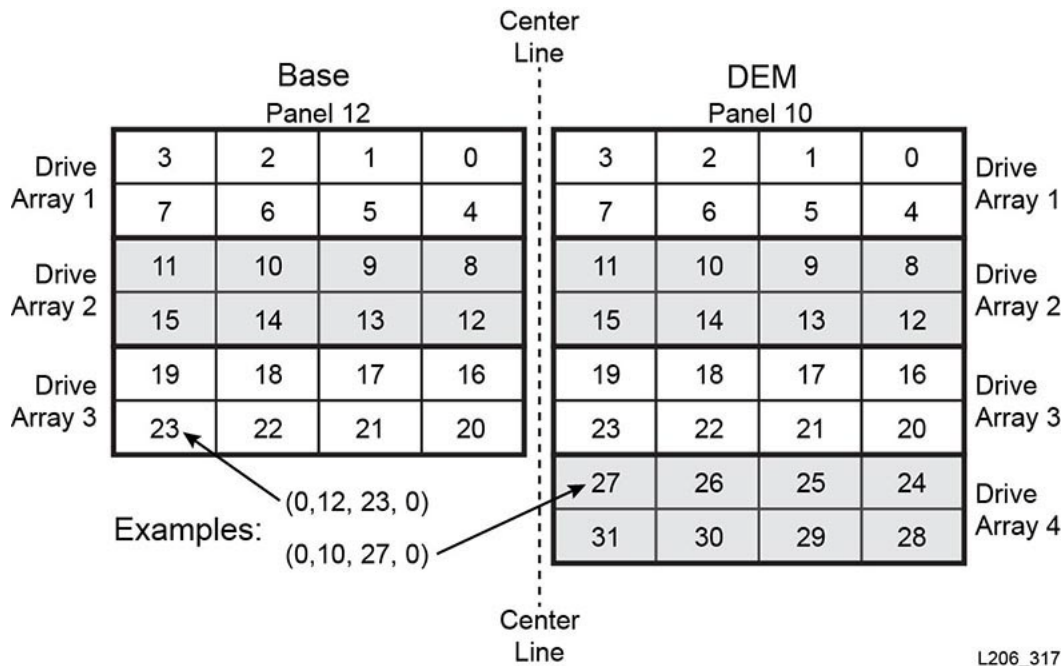 Center
Line
Base
DEM
Panel 12
Panel 10
Drive
Array 1
3 2 1 0
7 6 5 4
3 2 1 0
7 6 5 4
Drive
Array 1
Drive
Array 2
11 10 9 8
15 14 13 12
11 10 9 8
15 14 13 12
Drive
Array 2
Drive
Array 3
19 18 17 16
23 22 21 20
19 18 17 16
23 22 21 20
Drive
Array 3
27 26 25 24
31 30 29 28
Drive
Array 4
Examples:
(0,12, 23, 0)
(0,10, 27, 0)
Center
Line
L206_317